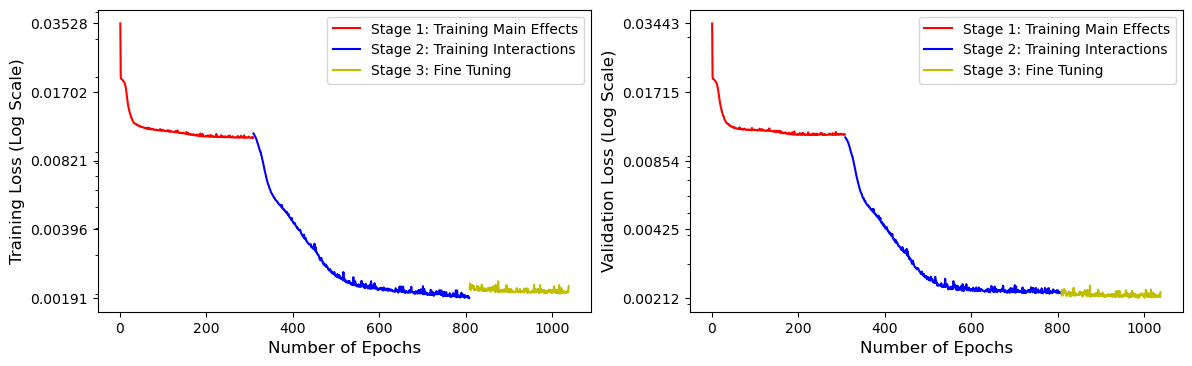 Training Loss (Log Scale)
0.03528
0.01702
0.00821
0.00396
0.00191
Stage 1: Training Main Effects
Stage 2: Training Interactions
Stage 3: Fine Tuning
0 200 400 600 800 1000
Number of Epochs
Validation Loss (Log Scale)
0.03443
0.01715
0.00854
0.00425
0.00212
Stage 1: Training Main Effects
Stage 2: Training Interactions
Stage 3: Fine Tuning
0 200 400 600 800 1000
Number of Epochs